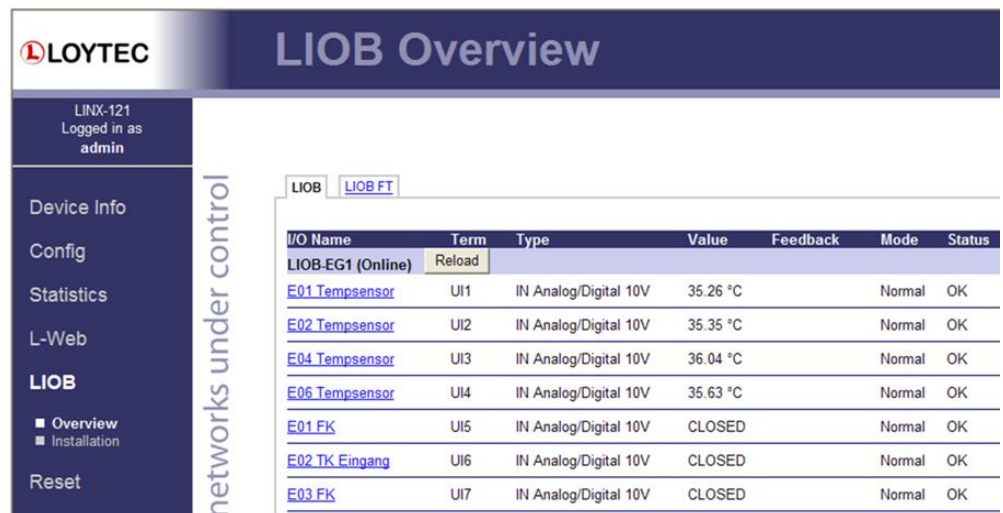 LOYTEC
LIOB Overview
LINX-121
Logged in as
admin
Device Info
Config
Statistics
L-Web
LIOB
Overview
Installation
Reset
networks under control
LIOB LIOB FT
I/O Name Term Type Value Feedback Mode Status
LIOB-EG1 (Online) Reload
E01 Tempsensor UI1 IN Analog/Digital 10V 35.26 °C Normal OK
E02 Tempsensor UI2 IN Analog/Digital 10V 35.35 °C Normal OK
E04 Tempsensor UI3 IN Analog/Digital 10V 36.04 °C Normal OK
E06 Tempsensor UI4 IN Analog/Digital 10V 35.63 °C Normal OK
E01 FK UI5 IN Analog/Digital 10V CLOSED Normal OK
E02 TK Eingang UI6 IN Analog/Digital 10V CLOSED Normal OK
E03 FK UI7 IN Analog/Digital 10V CLOSED Normal OK